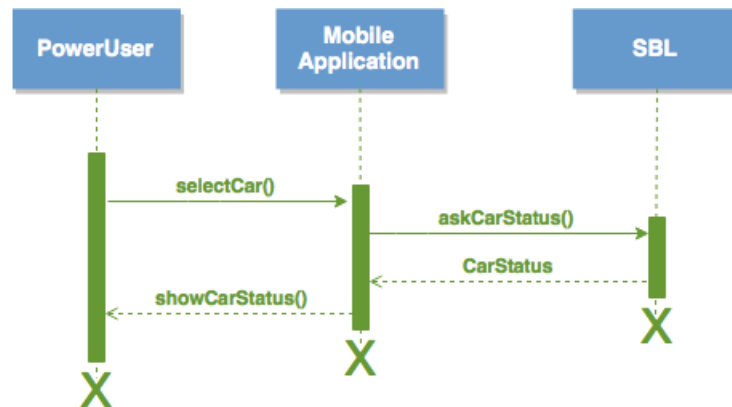 PowerUser
Mobile
Application
SBL
selectCar()
askCarStatus()
CarStatus
showCarStatus()
X
X
X